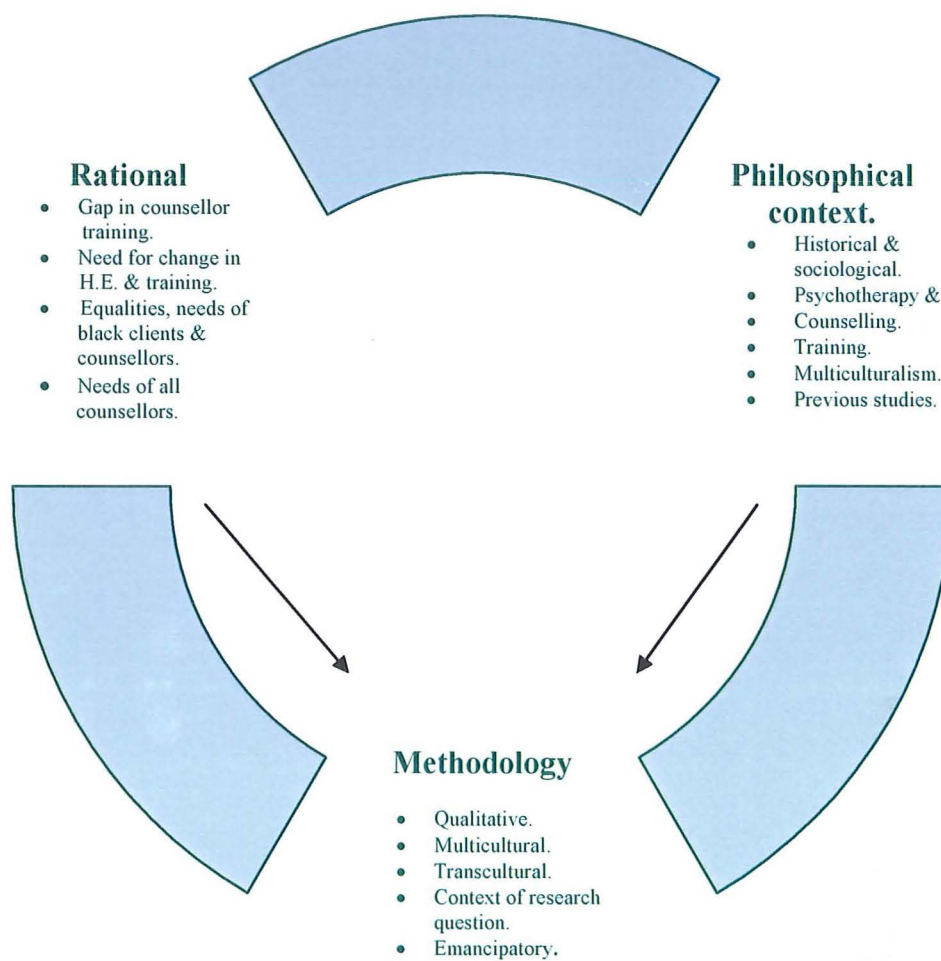 Rational
• Gap in counsellor
training.
• Need for change in
H.E. & training.
• Equalities, needs of
black clients &
counsellors.
• Needs of all
counsellors.
Philosophical
context.
• Historical &
sociological.
• Psychotherapy &
• Counselling.
• Training.
• Multiculturalism.
• Previous studies.
Methodology
• Qualitative.
• Multicultural.
• Transcultural.
• Context of research
question.
• Emancipatory.